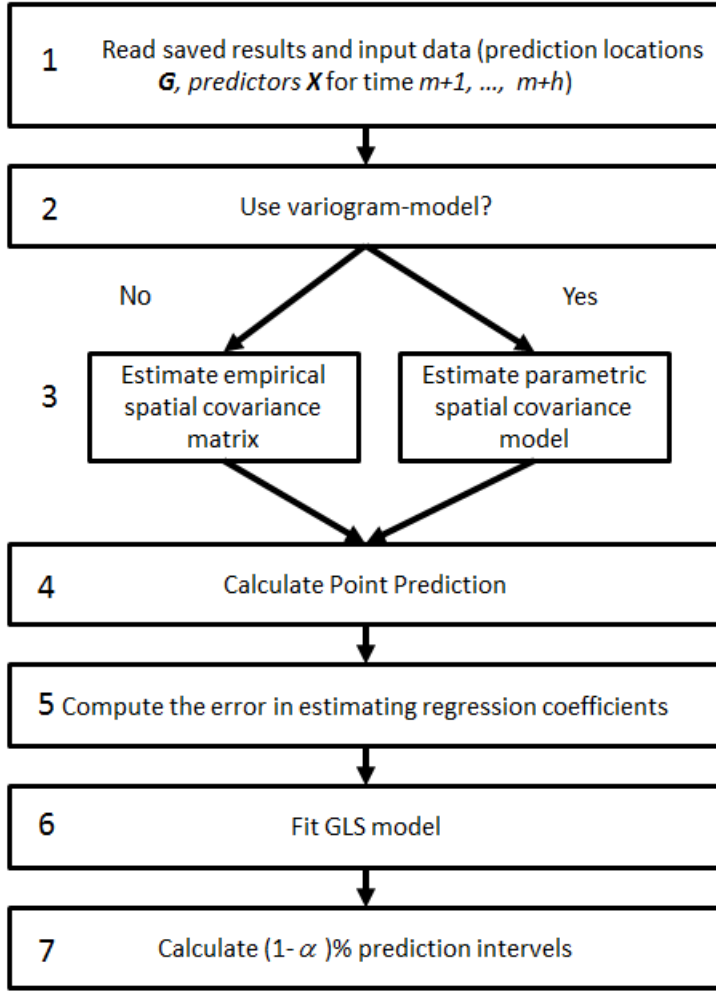 1 Read saved results and input data (prediction locations
G, predictors X for time m+1, ..., m+h)
2 Use variogram-model?
No Yes
3
Estimate empirical
spatial covariance
matrix
Estimate parametric
spatial covariance
model
4 Calculate Point Prediction
5 Compute the error in estimating regression coefficients
6 Fit GLS model
7 Calculate (1- α )% prediction intervels